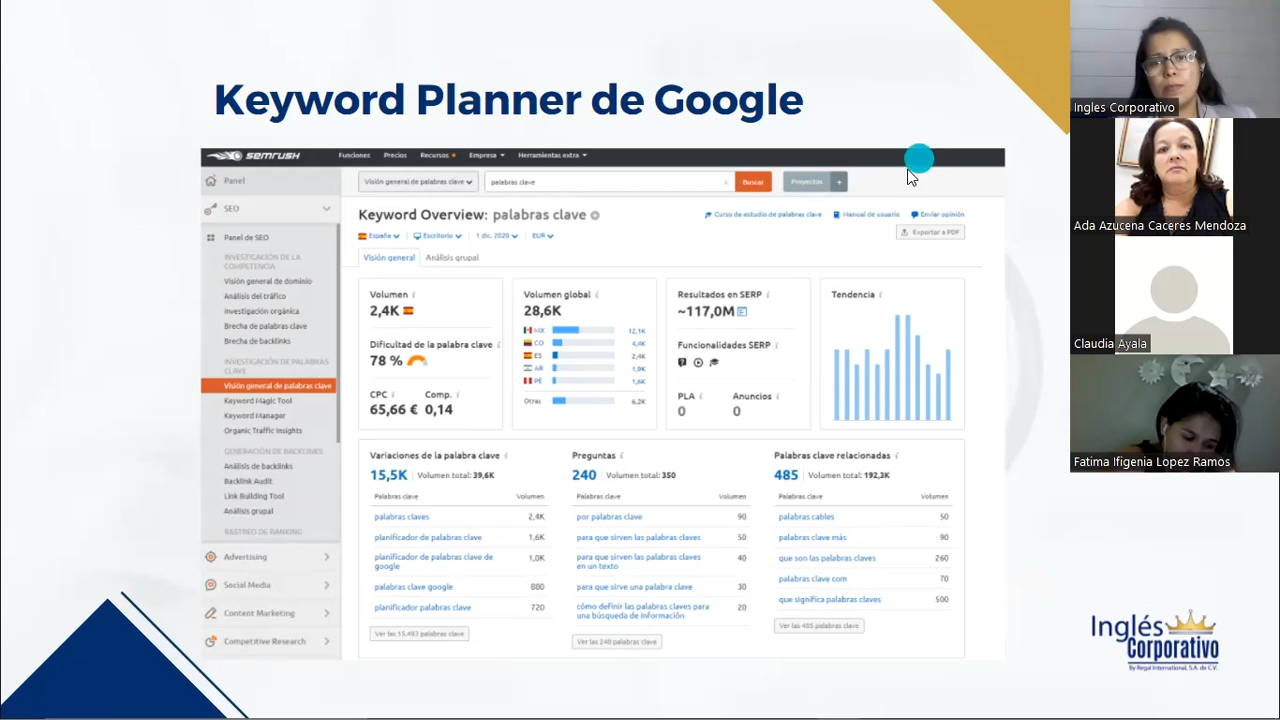 Keyword Planner de Google
SEMRUSH
Funciones Precios Recursos Empresa Herramientas extra
Panel
SEO
Panel de SEO
INVESTIGACIÓN DE LA COMPETENCIA
Visión general de dominio
Análisis del tráfico
Investigación orgánica
Brecha de palabras clave
Brecha de backlinks
INVESTIGACIÓN DE PALABRAS CLAVE
Visión general de palabras clave
Keyword Magic Tool
Keyword Manager
Organic Traffic Insights
GENERACIÓN DE BACKLINKS
Análisis de backlinks
Backlink Audit
Link Building Tool
Análisis grupal
RASTREO DE RANKING
Advertising
Social Media
Content Marketing
Competitive Research
Visión general de palabras clave palabras clave × Buscar Proyectos +
Keyword Overview: palabras clave
Curso de estudio de palabras clave Manual de usuario Enviar opinión
España Escritorio 1 dic. 2020 EUR
Exportar a PDF
Visión general Análisis grupal
Volumen
2,4K
Dificultad de la palabra clave
78 %
CPC Comp.
65,66 € 0,14
Volumen global
28,6K
MX 12,1K
CO 4,4K
ES 2,4K
AR 1,9K
PE 1,6K
Otras 6,2K
Resultados en SERP
~117,0M
Funcionalidades SERP
PLA Anuncios
0 0
Tendencia
Variaciones de la palabra clave
15,5K Volumen total: 39,6K
Palabras clave Volumen
palabras claves 2,4K
planificador de palabras clave 1,6K
planificador de palabras clave de google 1,0K
palabras clave google 880
planificador palabras clave 720
Ver las 15.493 palabras clave
Preguntas
240 Volumen total: 350
Palabras clave Volumen
por palabras clave 90
para que sirven las palabras claves 50
para que sirven las palabras claves en un texto 40
para que sirve una palabra clave 30
cómo definir las palabras claves para una búsqueda de información 20
Ver las 240 palabras clave
Palabras clave relacionadas
485 Volumen total: 192,3K
Palabras clave Volumen
palabras cables 50
palabras clave más 90
que son las palabras claves 260
palabras clave com 70
que significa palabras claves 500
Ver las 485 palabras clave
Ingles Corporativo
Ada Azucena Caceres Mendoza
Claudia Ayala
Fatima Ifigenia Lopez Ramos
Inglés
Corporativo
By Regal International, S.A. de C.V.